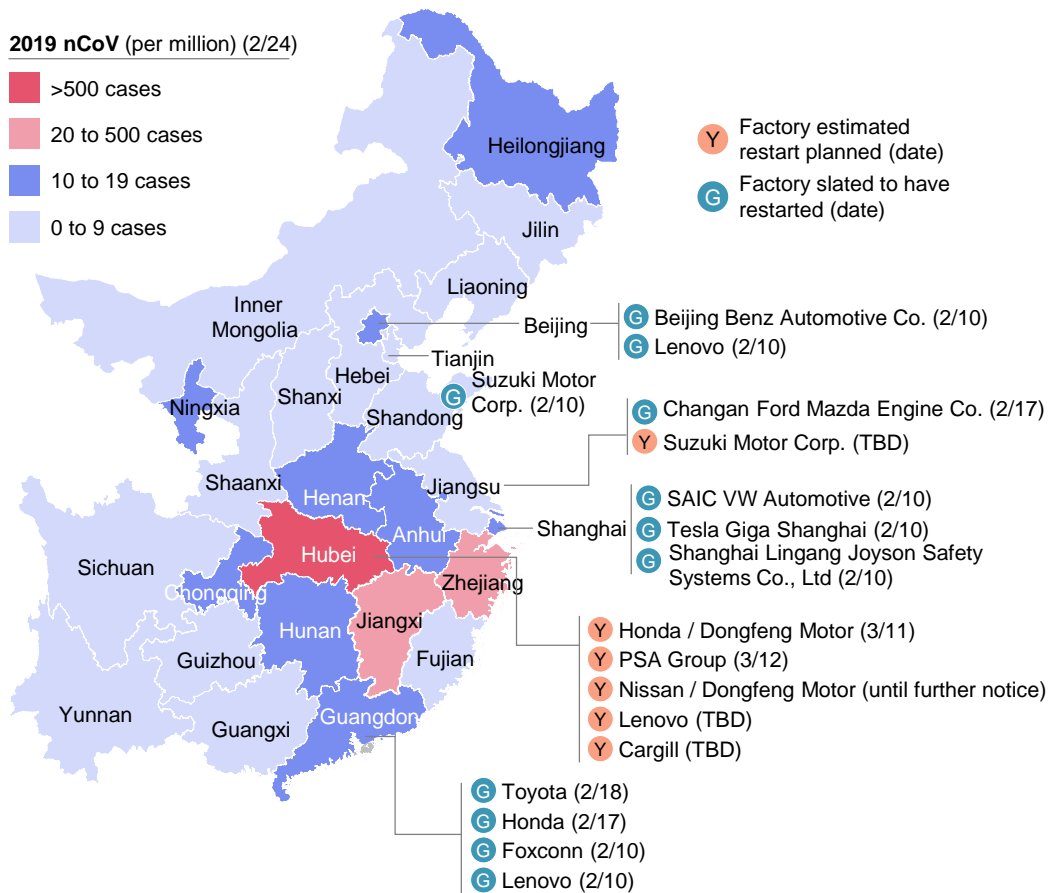 2019 nCoV (per million) (2/24)
>500 cases
20 to 500 cases
10 to 19 cases
0 to 9 cases
Y Factory estimated
restart planned (date)
G Factory slated to have
restarted (date)
Heilongjiang
Jilin
Liaoning
Inner
Mongolia
Beijing
G Beijing Benz Automotive Co. (2/10)
G Lenovo (2/10)
Tianjin
Hebei
Shanxi
Ningxia
Shandong
G Suzuki Motor
Corp. (2/10)
G Changan Ford Mazda Engine Co. (2/17)
Y Suzuki Motor Corp. (TBD)
Shaanxi
Henan
Jiangsu
Anhui
Shanghai
G SAIC VW Automotive (2/10)
G Tesla Giga Shanghai (2/10)
G Shanghai Lingang Joyson Safety
Systems Co., Ltd (2/10)
Hubei
Sichuan
Chongqing
Zhejiang
Hunan
Jiangxi
Guizhou
Fujian
Y Honda / Dongfeng Motor (3/11)
Y PSA Group (3/12)
Y Nissan / Dongfeng Motor (until further notice)
Y Lenovo (TBD)
Y Cargill (TBD)
Yunnan
Guangxi
Guangdon
G Toyota (2/18)
G Honda (2/17)
G Foxconn (2/10)
G Lenovo (2/10)